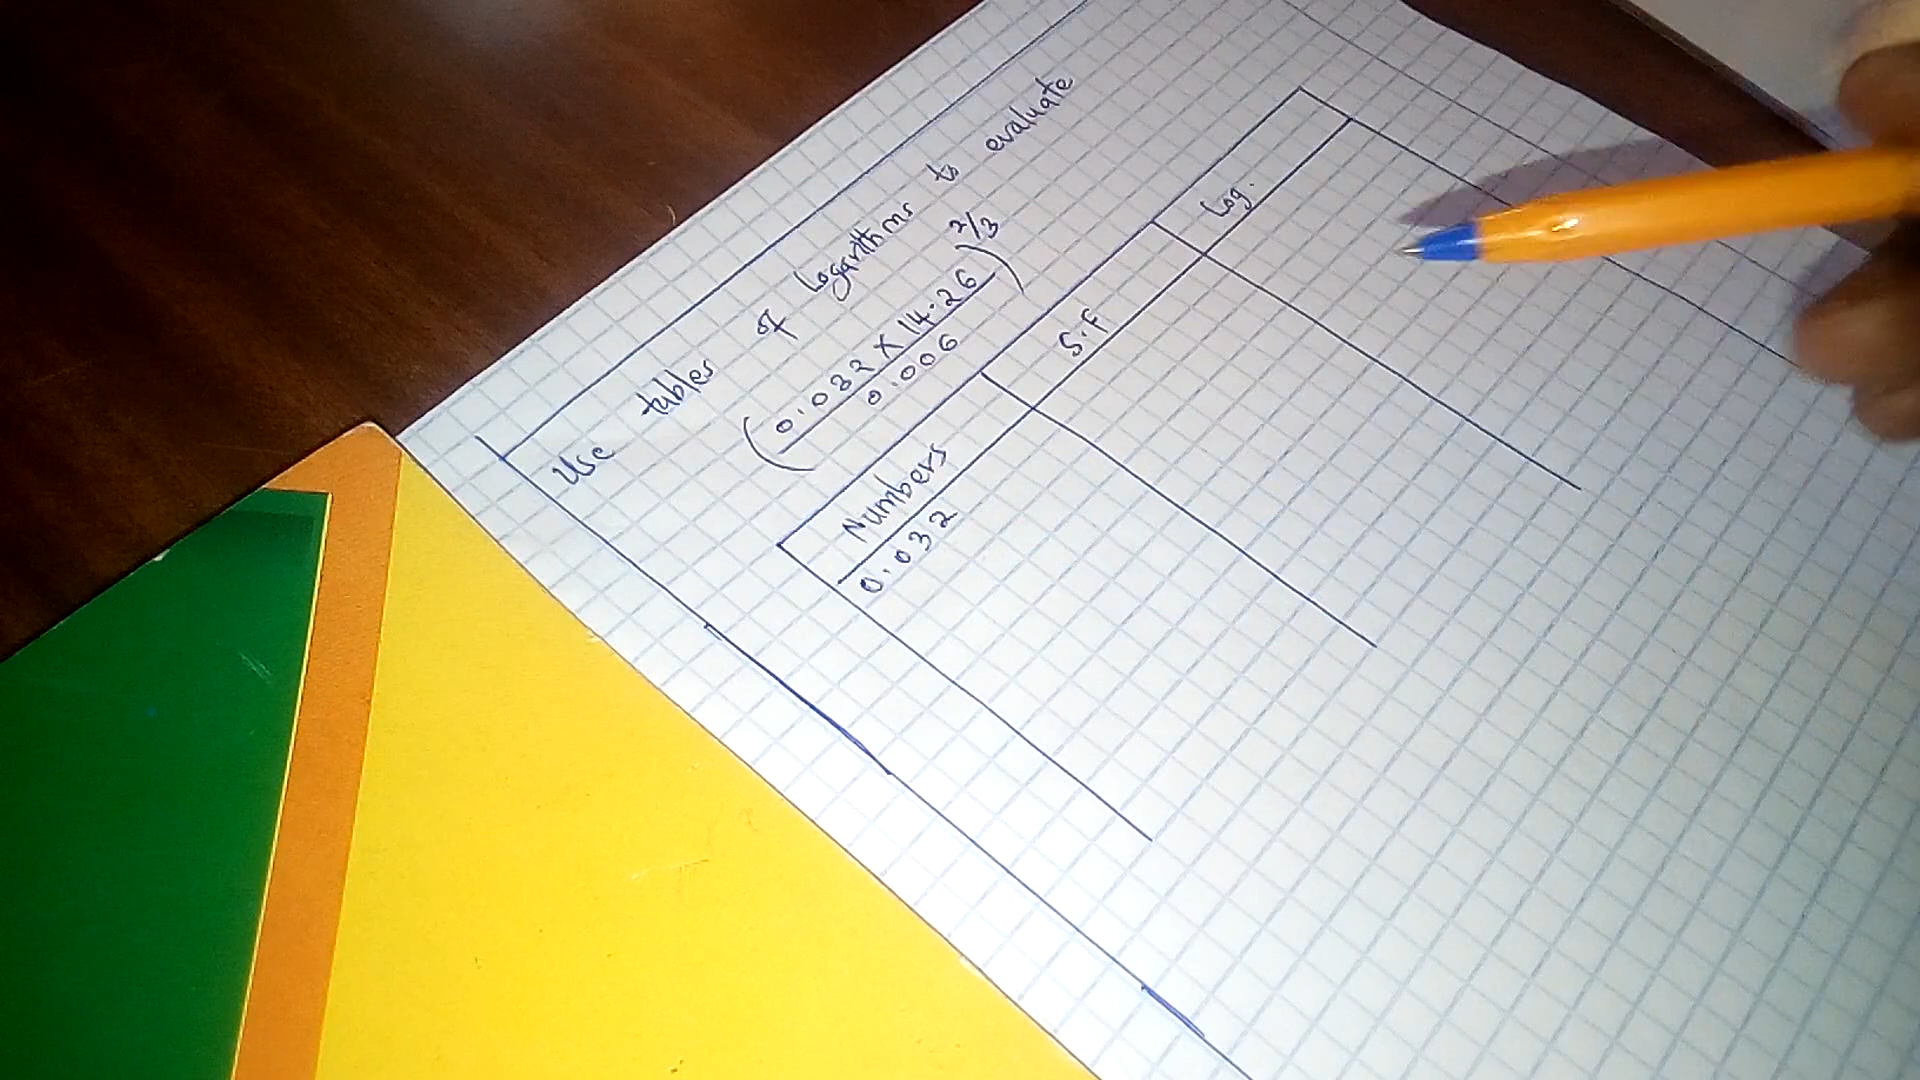 Use tables of logarithms to evaluate
(0.032 × 14.26 / 0.006)^2/3
Numbers S.F Log.
0.032